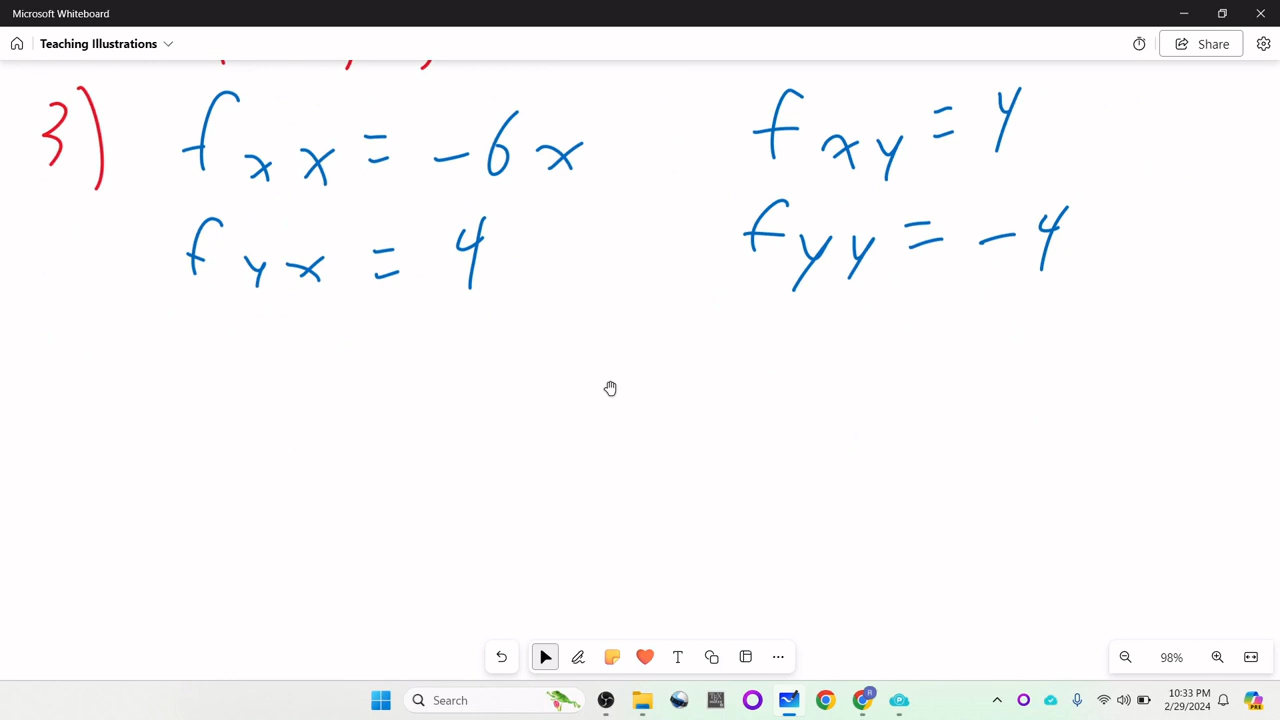 Microsoft Whiteboard
Teaching Illustrations
Share
3) fxx = -6x fxy = 4
fyx = 4 fyy = -4
98%
Search
10:33 PM
2/29/2024
PRE